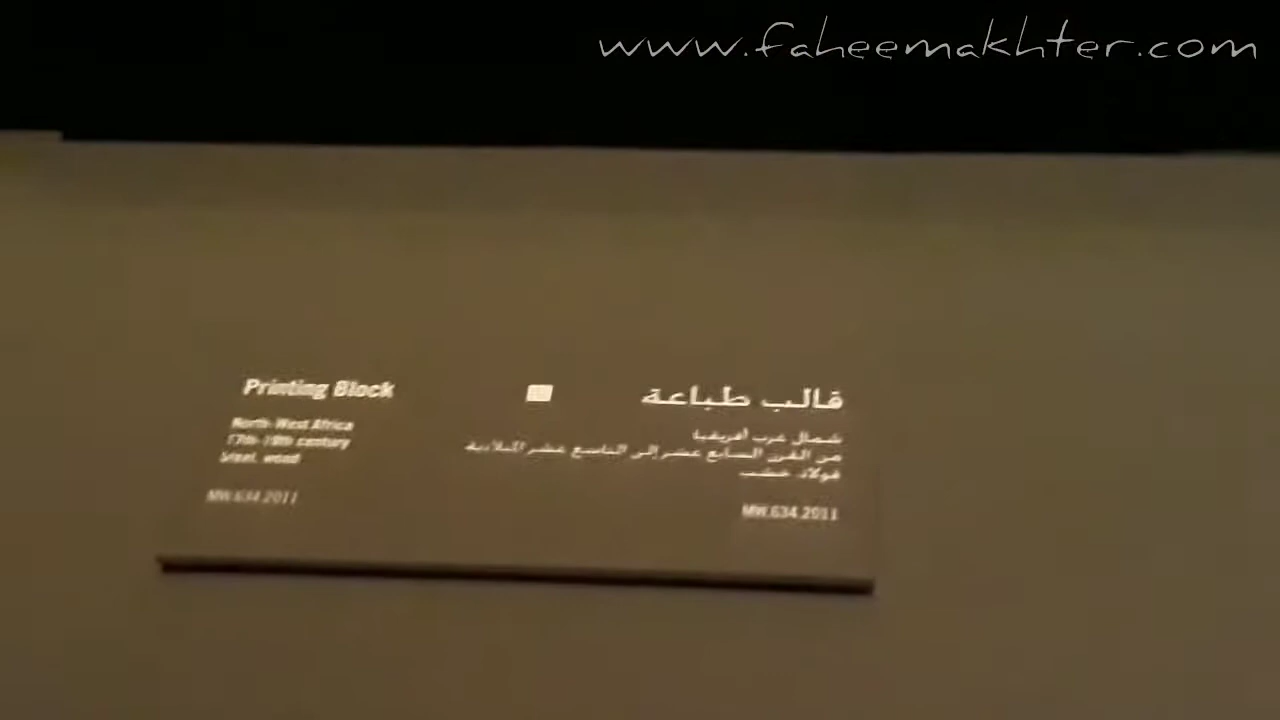 www.faheemakhter.com
Printing Block
North-West Africa
17th-19th century
Steel, wood
MW.634.2011
قالب طباعة
شمال غرب أفريقيا
من القرن السابع عشر إلى التاسع عشر الميلادية
فولاذ، خشب
MW.634.2011